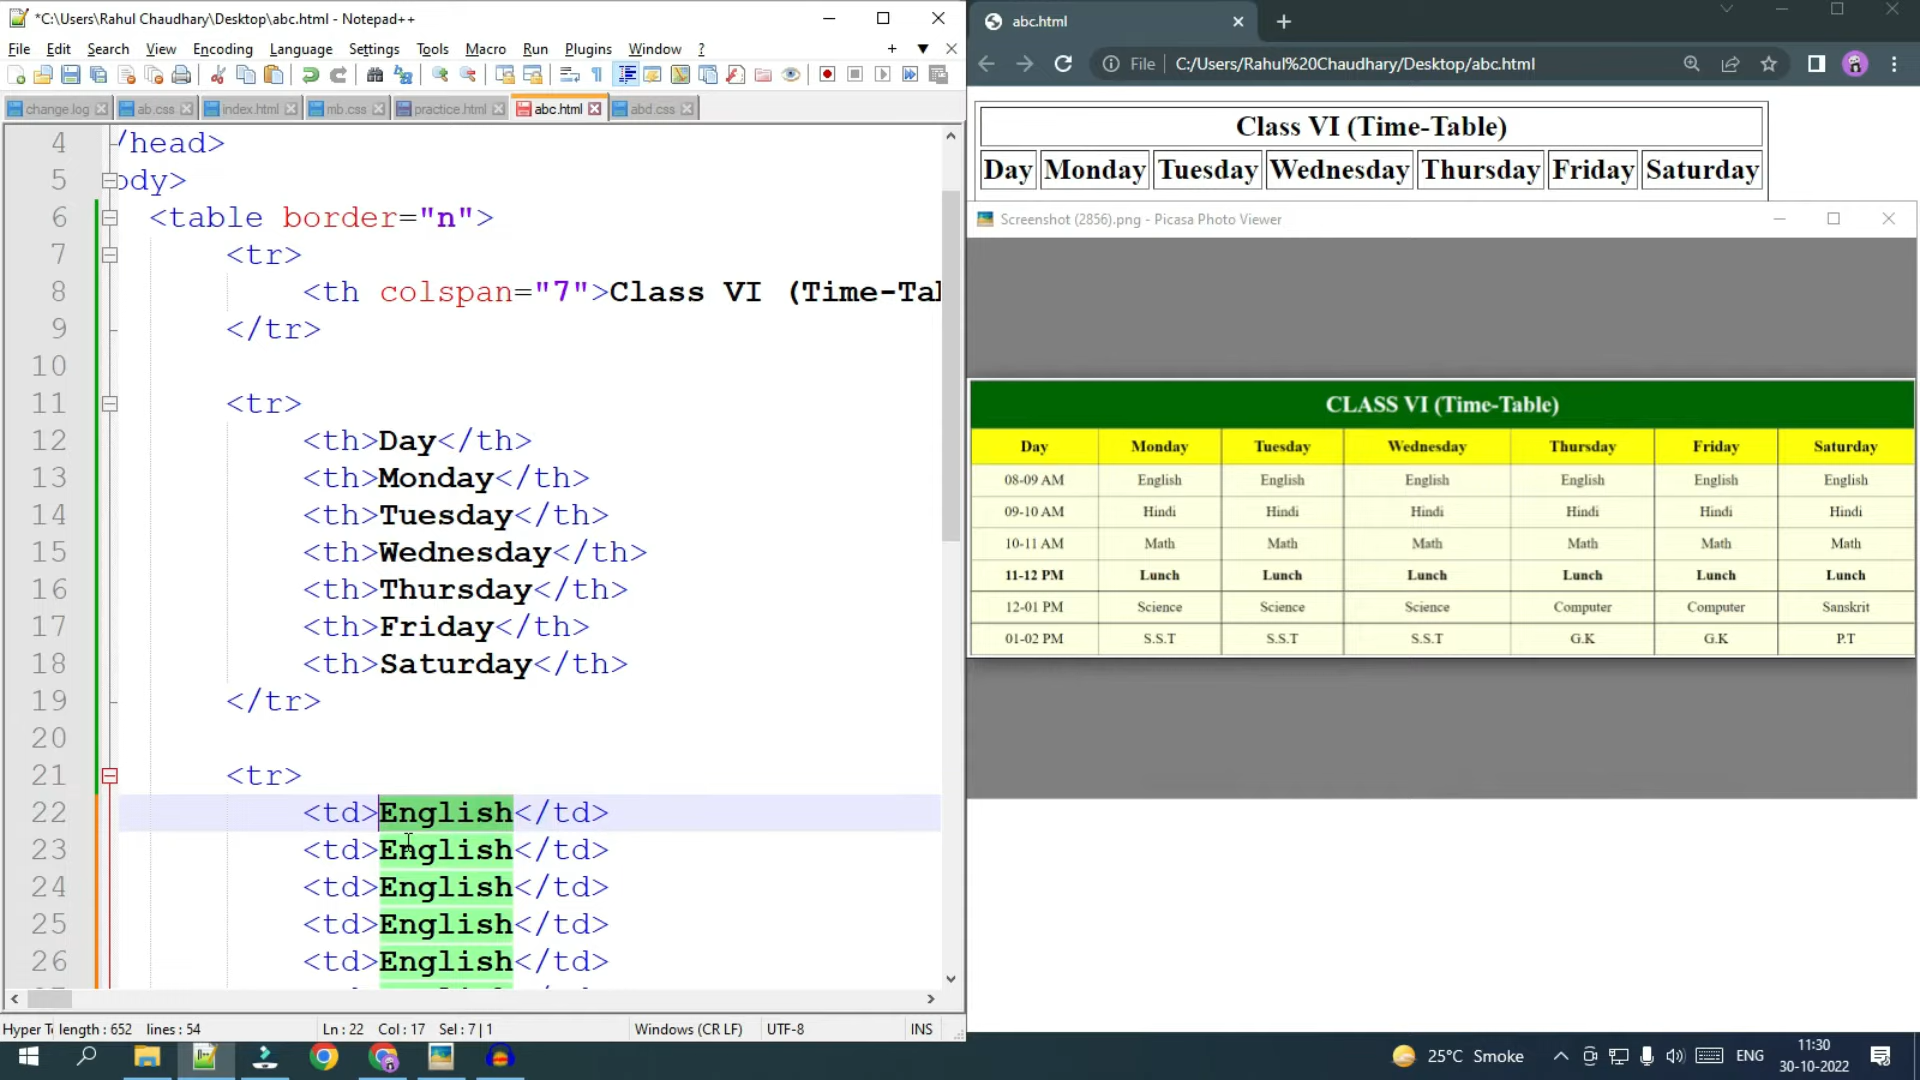 *C:\Users\Rahul Chaudhary\Desktop\abc.html - Notepad++
File Edit Search View Encoding Language Settings Tools Macro Run Plugins Window ?
change.log ab.css index.html mb.css practice.html abc.html abd.css
4 /head>
5 ody>
6 <table border="n">
7 <tr>
8 <th colspan="7">Class VI (Time-Tal
9 </tr>
10
11 <tr>
12 <th>Day</th>
13 <th>Monday</th>
14 <th>Tuesday</th>
15 <th>Wednesday</th>
16 <th>Thursday</th>
17 <th>Friday</th>
18 <th>Saturday</th>
19 </tr>
20
21 <tr>
22 <td>English</td>
23 <td>English</td>
24 <td>English</td>
25 <td>English</td>
26 <td>English</td>
Hyper T length : 652 lines : 54 Ln : 22 Col : 17 Sel : 7 | 1 Windows (CR LF) UTF-8 INS
abc.html
File C:/Users/Rahul%20Chaudhary/Desktop/abc.html
Class VI (Time-Table)
Day Monday Tuesday Wednesday Thursday Friday Saturday
Screenshot (2856).png - Picasa Photo Viewer
CLASS VI (Time-Table)
Day Monday Tuesday Wednesday Thursday Friday Saturday
08-09 AM English English English English English English
09-10 AM Hindi Hindi Hindi Hindi Hindi Hindi
10-11 AM Math Math Math Math Math Math
11-12 PM Lunch Lunch Lunch Lunch Lunch Lunch
12-01 PM Science Science Science Computer Computer Sanskrit
01-02 PM S.S.T S.S.T S.S.T G.K G.K P.T
25°C Smoke ENG
11:30
30-10-2022